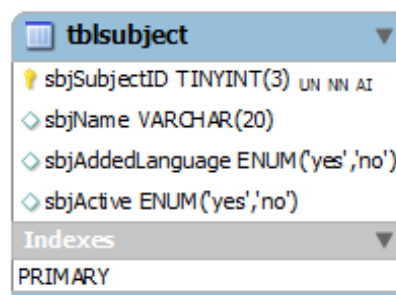 tblsubject
sbjSubjectID TINYINT(3) UN NN AI
sbjName VARCHAR(20)
sbjAddedLanguage ENUM('yes','no')
sbjActive ENUM('yes','no')
Indexes
PRIMARY